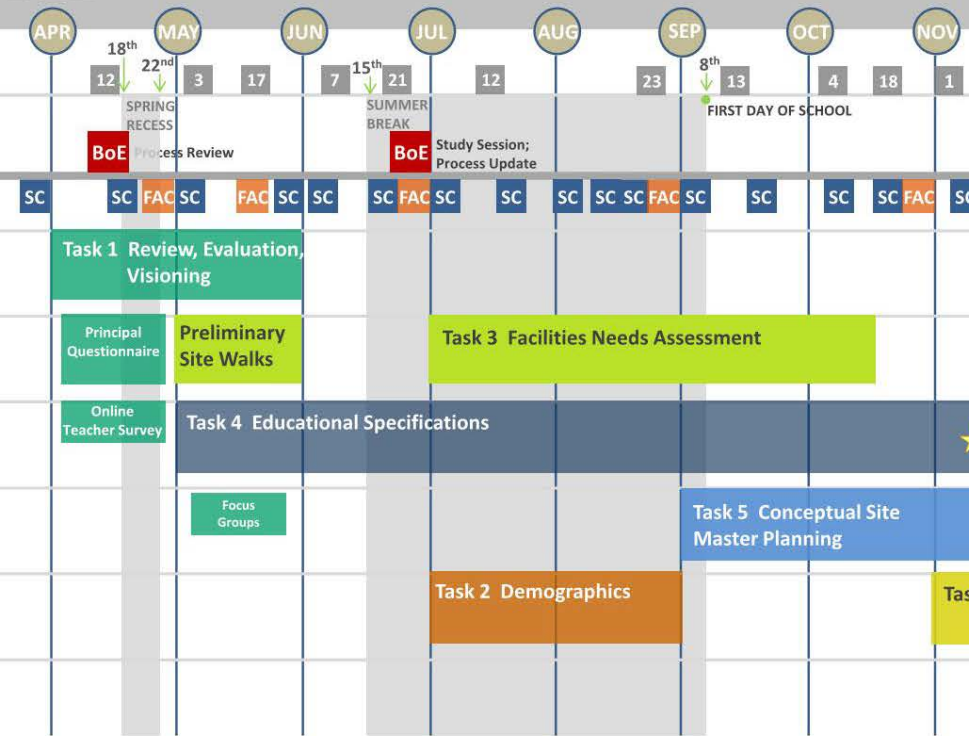 APR MAY JUN JUL AUG SEP OCT NOV
18th
22nd 15th 8th
12 3 17 7 21 12 23 13 4 18 1
SPRING
RECESS
SUMMER
BREAK
FIRST DAY OF SCHOOL
BoE Process Review
BoE Study Session;
Process Update
SC SC FAC SC FAC SC SC SC FAC SC SC SC SC SC FAC SC SC SC SC FAC SC
Task 1 Review, Evaluation,
Visioning
Principal
Questionnaire
Preliminary
Site Walks
Task 3 Facilities Needs Assessment
Online
Teacher Survey
Task 4 Educational Specifications
Focus
Groups
Task 5 Conceptual Site
Master Planning
Task 2 Demographics
Tas